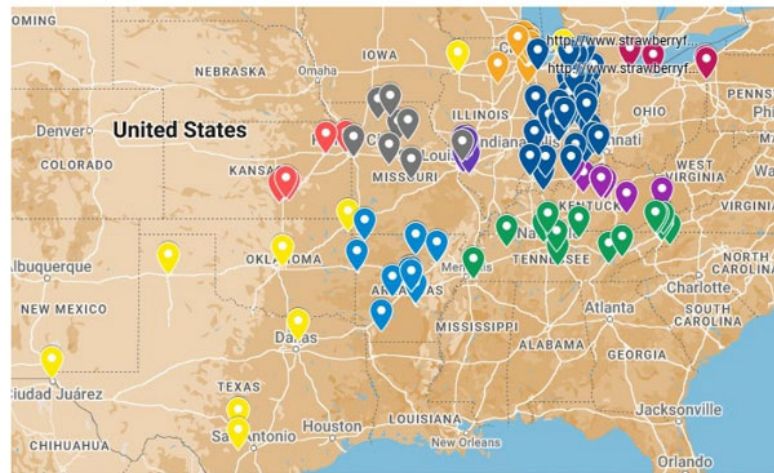 OMING
IOWA
NEBRASKA
Omaha
http://www.strawberryf...
http://www.strawberryf...
PENNS
ILLINOIS
OHIO
Denver
United States
COLORADO
KANSAS
MISSOURI
WEST
VIRGINIA
KENTUCKY
VIRGINIA
OKLAHOMA
TENNESSEE
NORTH
CAROLINA
Albuquerque
Memphis
Charlotte
NEW MEXICO
ARKANSAS
Atlanta
SOUTH
CAROLINA
MISSISSIPPI
Dallas
ALABAMA
GEORGIA
Ciudad Juárez
TEXAS
LOUISIANA
Jacksonville
Houston
San Antonio
New Orleans
CHIHUAHUA
Orlando